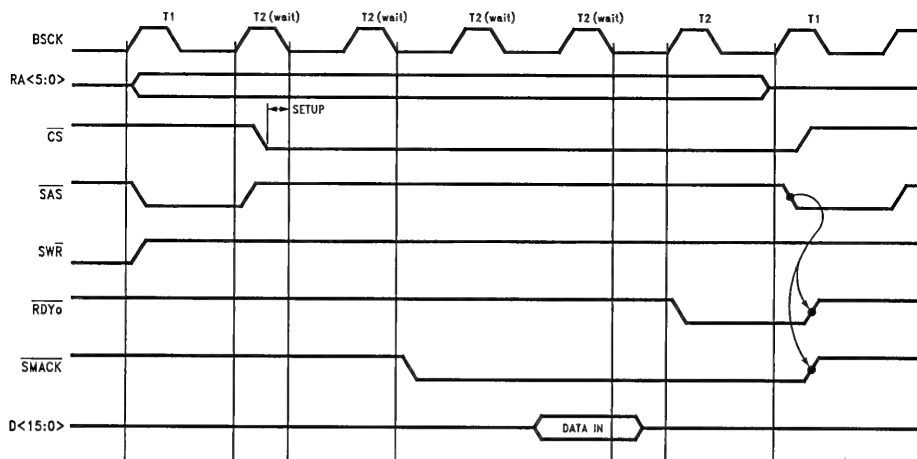 T1 T2 (wait) T2 (wait) T2 (wait) T2 (wait) T2 T1
BSCK
RA<5:0>
SETUP
CS
SAS
SWR
RDYo
SMACK
D<15:0> DATA IN